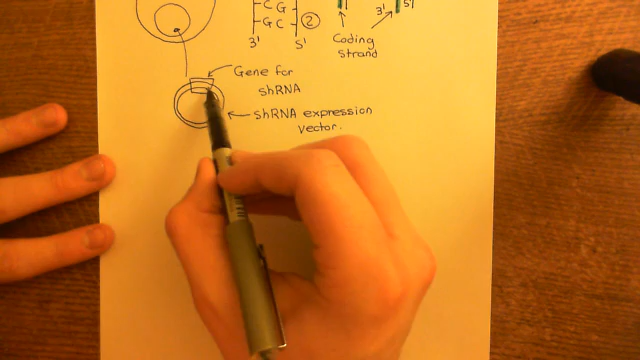 C G
3' 5'
G C
②
3' 5'
Coding
strand
Gene for
shRNA
shRNA expression
vector.